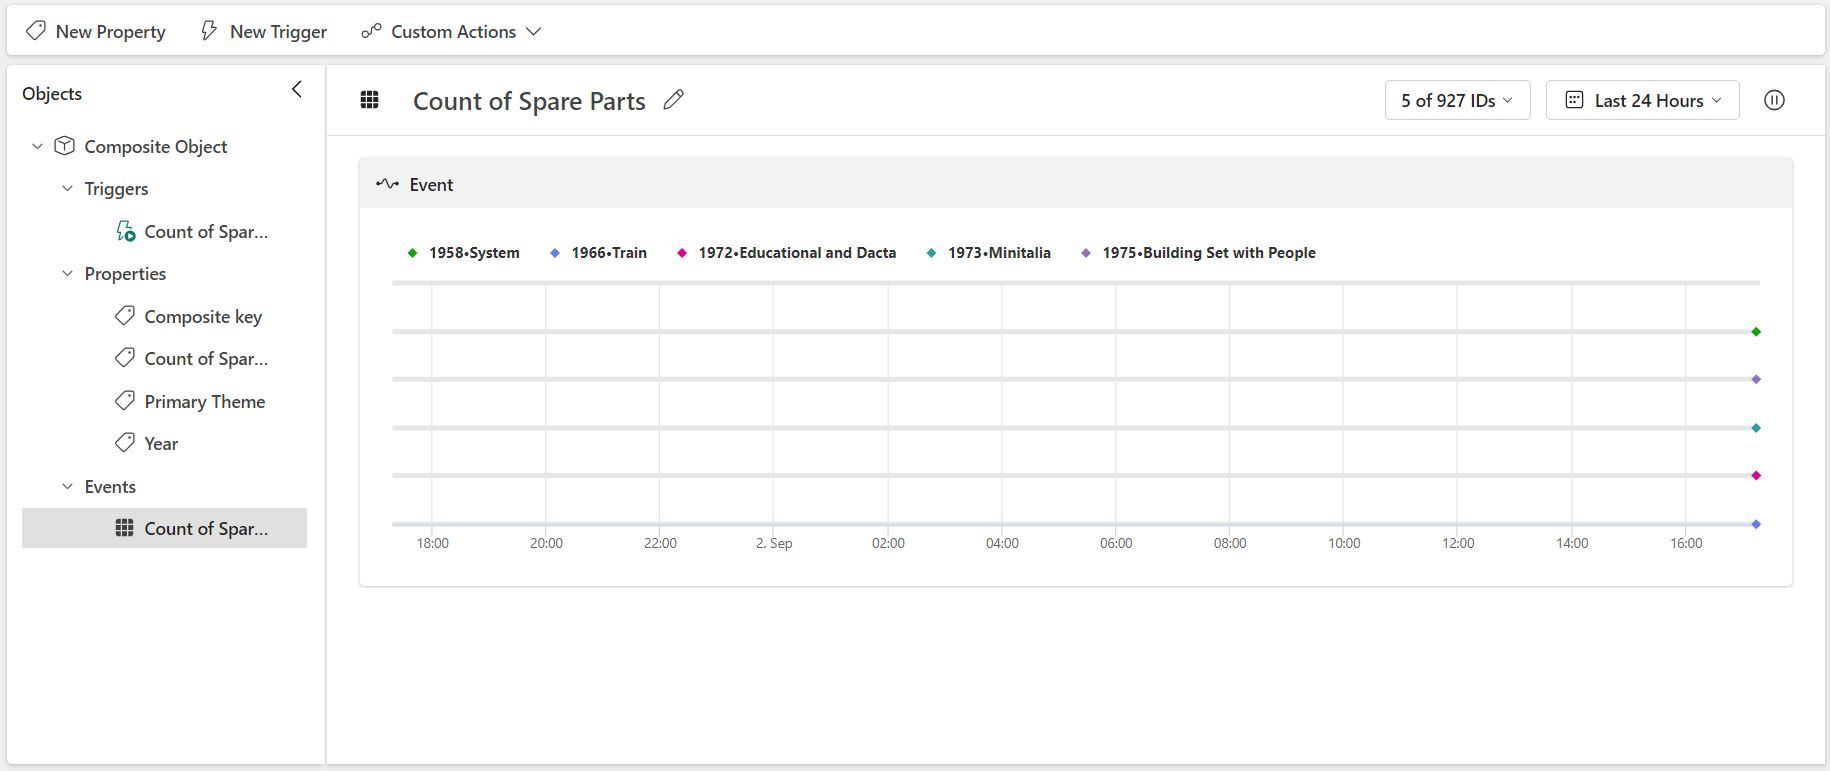 New Property
New Trigger
Custom Actions
Objects
Composite Object
Triggers
Count of Spar...
Properties
Composite key
Count of Spar...
Primary Theme
Year
Events
Count of Spar...
Count of Spare Parts
5 of 927 IDs
Last 24 Hours
Event
1958•System
1966•Train
1972•Educational and Dacta
1973•Minitalia
1975•Building Set with People
18:00 20:00 22:00 2. Sep 02:00 04:00 06:00 08:00 10:00 12:00 14:00 16:00